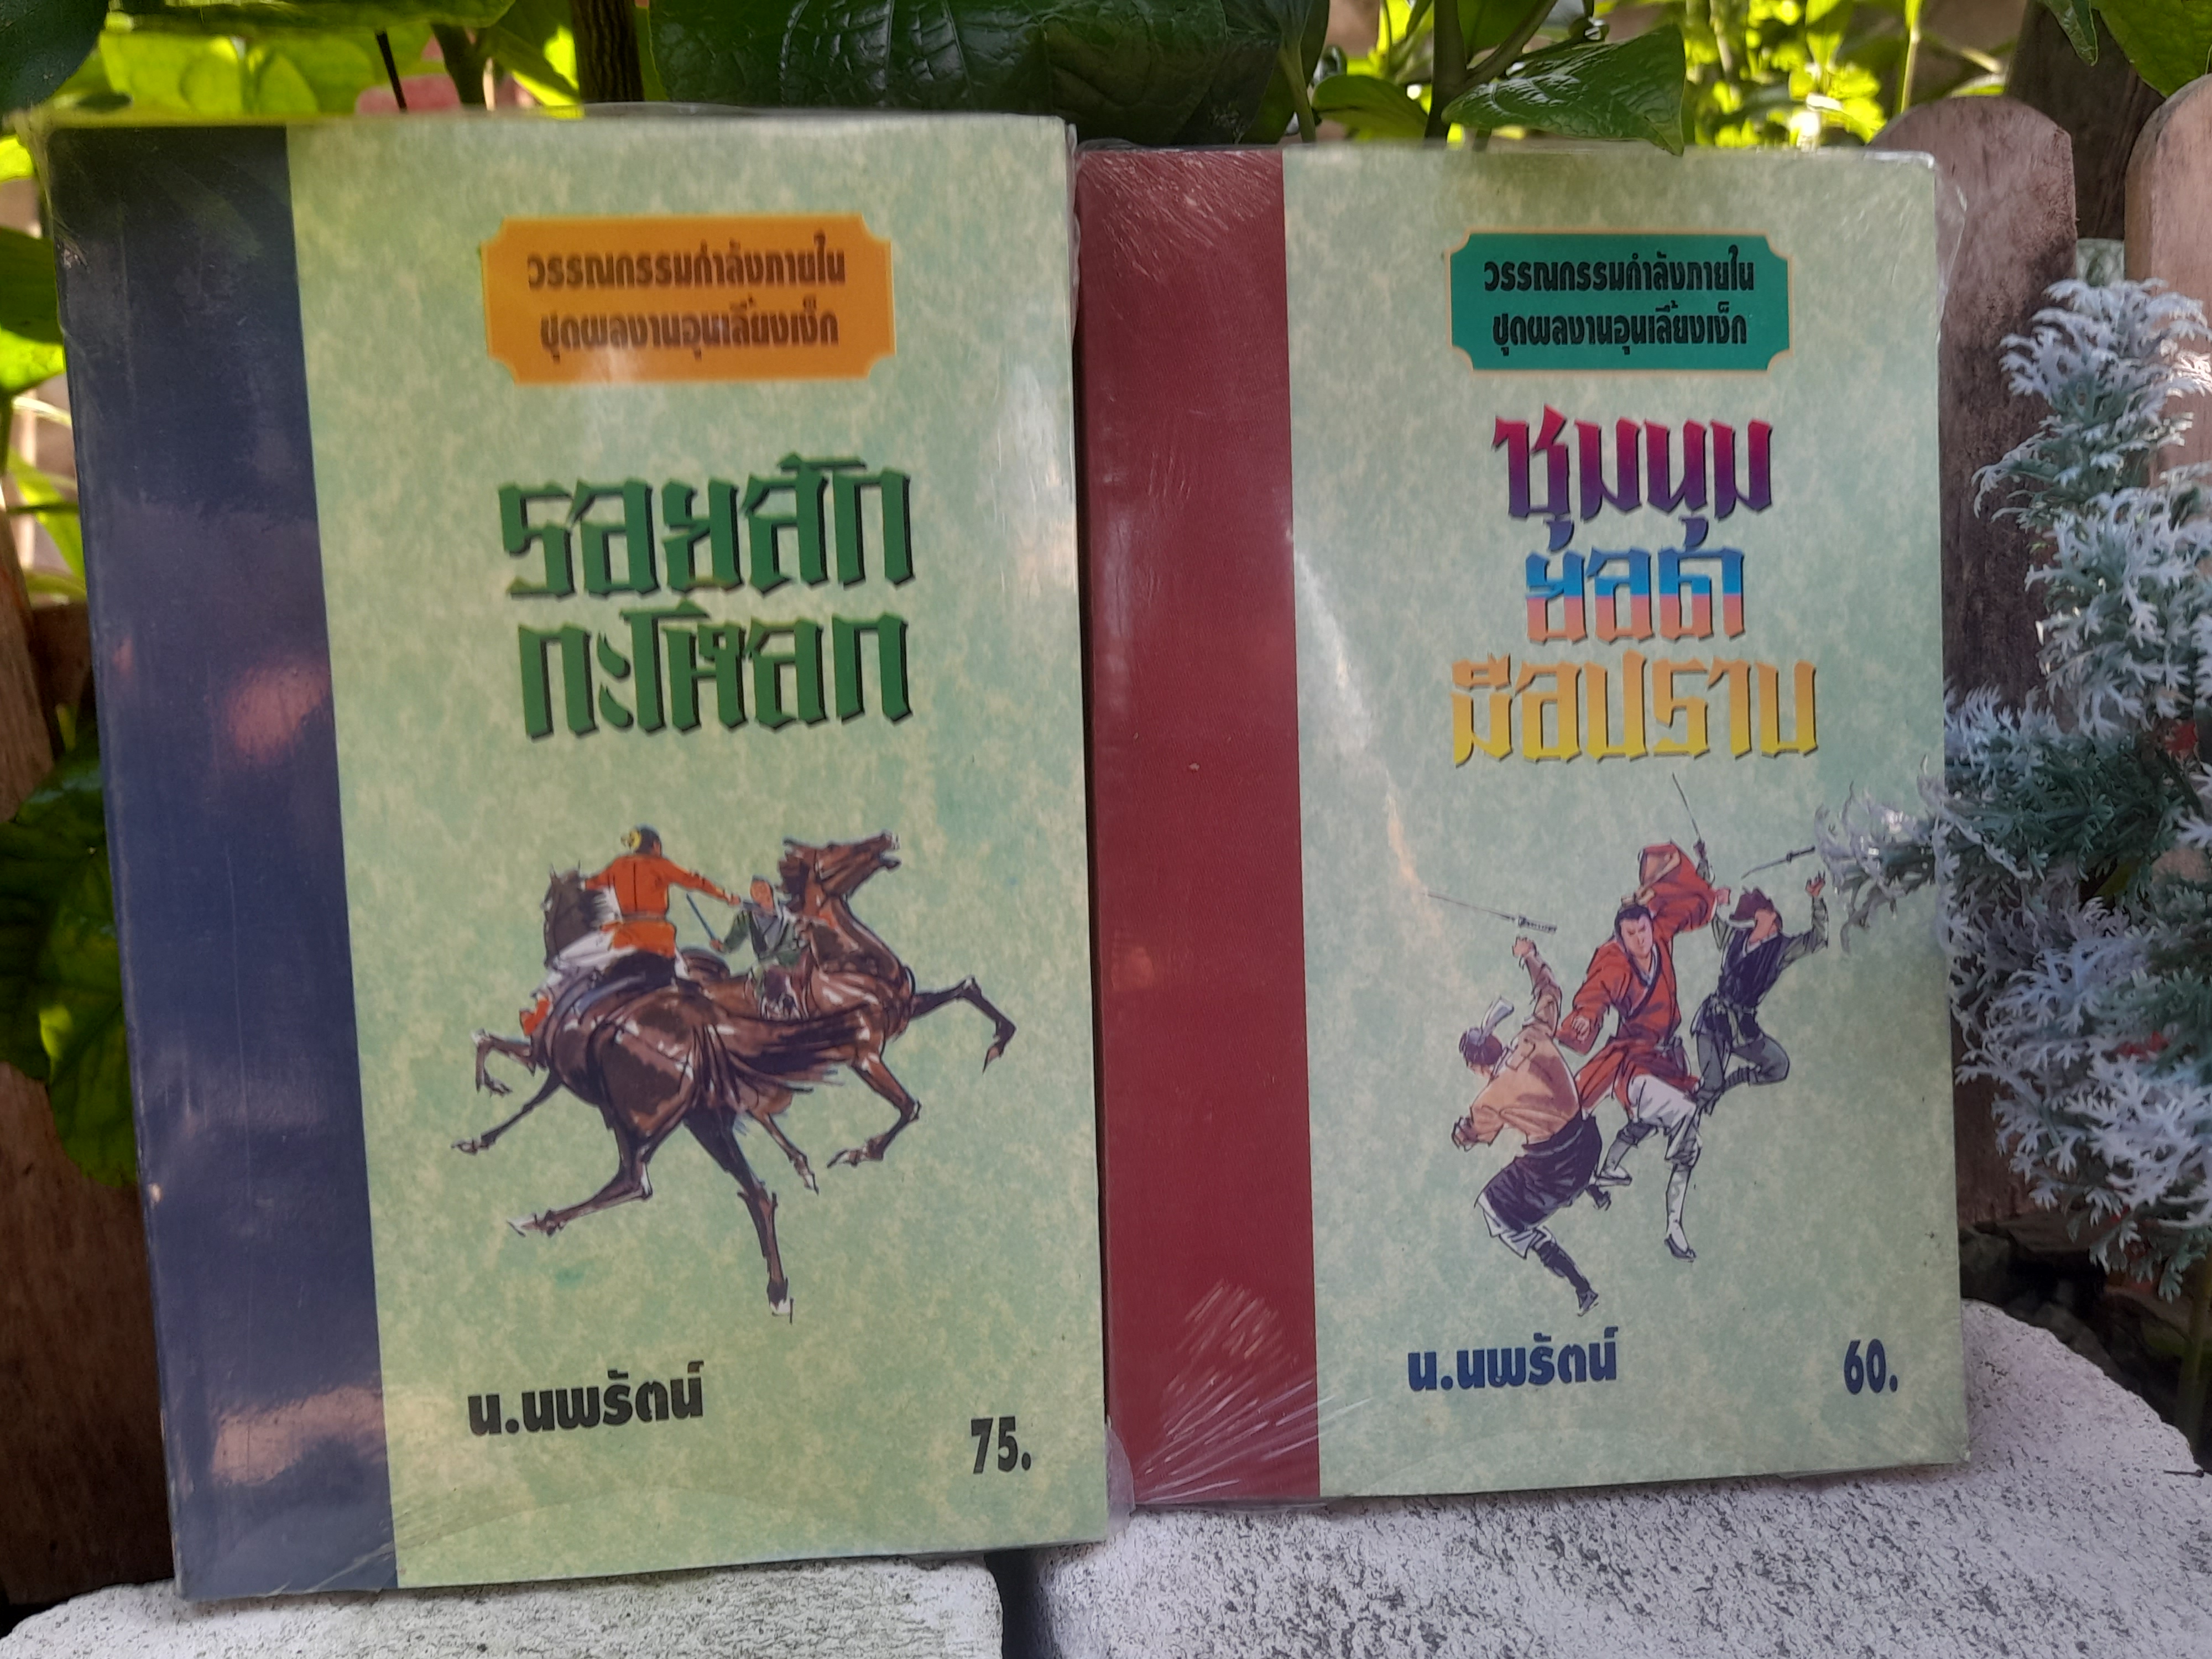 วรรณกรรมกำลังภายใน
ชุดผลงานอุนเลี้ยงเง็ก
รอยสัก
กะโหลก
น.นพรัตน์
75.
วรรณกรรมกำลังภายใน
ชุดผลงานอุนเลี้ยงเง็ก
ชุมนุม
ยอด
มือปราบ
น.นพรัตน์
60.